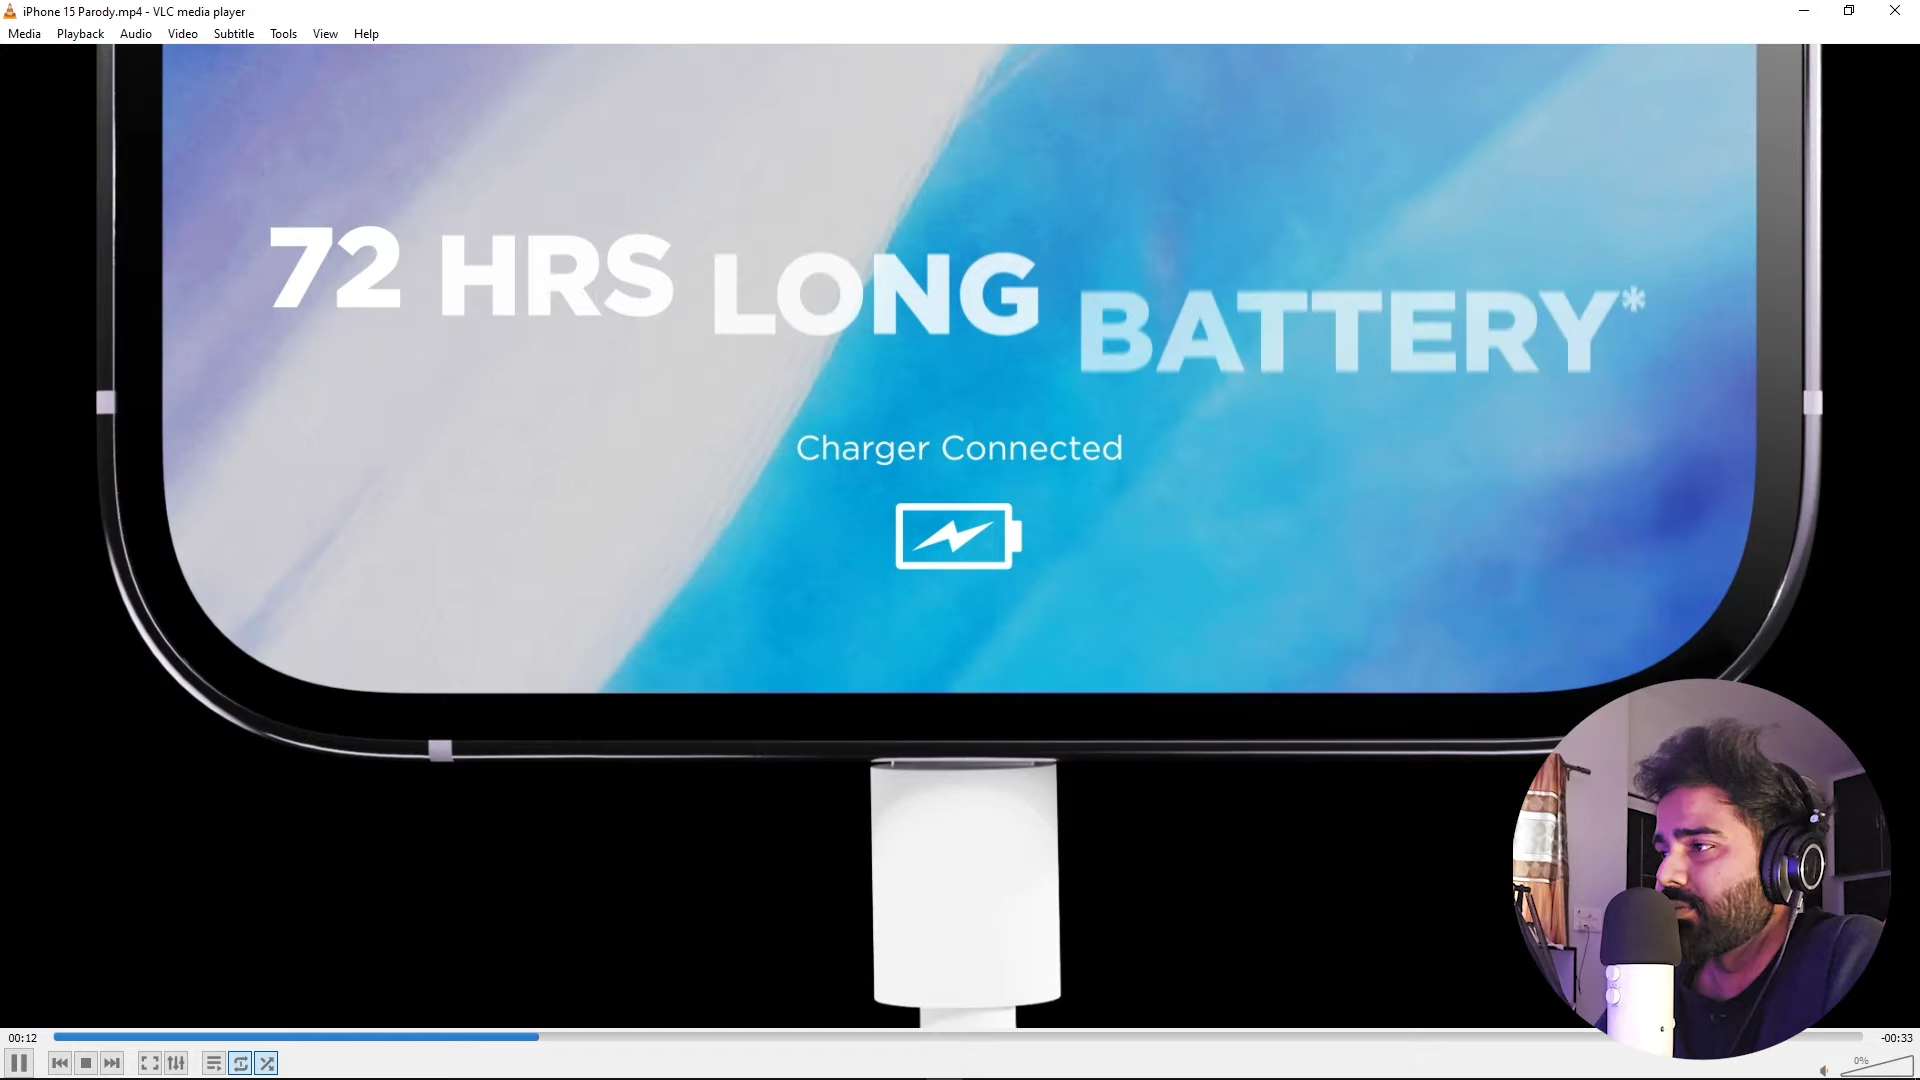 iPhone 15 Parody.mp4 - VLC media player
Media Playback Audio Video Subtitle Tools View Help
72 HRS LONG BATTERY*
Charger Connected
00:12
-00:33
0%